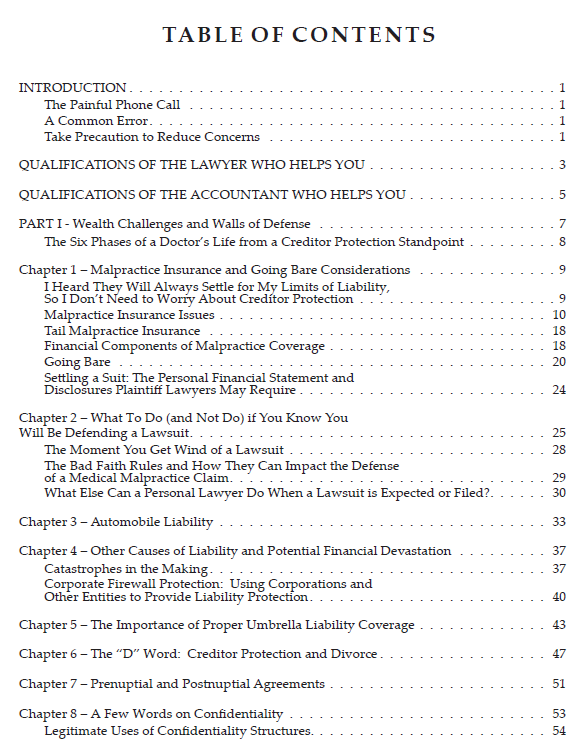 TABLE OF CONTENTS
INTRODUCTION . . . . . . . . . . . . . . . . . . . . 1
The Painful Phone Call . . . . . . . . . . . . . . . . . . . . 1
A Common Error . . . . . . . . . . . . . . . . . . . . 1
Take Precaution to Reduce Concerns . . . . . . . . . . . . . . . . . . . . 1
QUALIFICATIONS OF THE LAWYER WHO HELPS YOU . . . . . . . . . . . . . . . 3
QUALIFICATIONS OF THE ACCOUNTANT WHO HELPS YOU . . . . . . . . . . . . 5
PART I - Wealth Challenges and Walls of Defense . . . . . . . . . . . . . . . . . . 7
The Six Phases of a Doctor's Life from a Creditor Protection Standpoint . . . . . . . . 8
Chapter 1 – Malpractice Insurance and Going Bare Considerations . . . . . . . . . . . 9
I Heard They Will Always Settle for My Limits of Liability,
So I Don't Need to Worry About Creditor Protection . . . . . . . . . . . . . . . . 9
Malpractice Insurance Issues . . . . . . . . . . . . . . . . . . . . 10
Tail Malpractice Insurance . . . . . . . . . . . . . . . . . . . . 18
Financial Components of Malpractice Coverage . . . . . . . . . . . . . . . . . 18
Going Bare . . . . . . . . . . . . . . . . . . . . 20
Settling a Suit: The Personal Financial Statement and
Disclosures Plaintiff Lawyers May Require . . . . . . . . . . . . . . . . . . . . 24
Chapter 2 – What To Do (and Not Do) if You Know You
Will Be Defending a Lawsuit . . . . . . . . . . . . . . . . . . . . 25
The Moment You Get Wind of a Lawsuit . . . . . . . . . . . . . . . . . . . . 28
The Bad Faith Rules and How They Can Impact the Defense
of a Medical Malpractice Claim . . . . . . . . . . . . . . . . . . . . 29
What Else Can a Personal Lawyer Do When a Lawsuit is Expected or Filed? . . . . . . 30
Chapter 3 – Automobile Liability . . . . . . . . . . . . . . . . . . . . 33
Chapter 4 – Other Causes of Liability and Potential Financial Devastation . . . . . . . . 37
Catastrophes in the Making . . . . . . . . . . . . . . . . . . . . 37
Corporate Firewall Protection: Using Corporations and
Other Entities to Provide Liability Protection . . . . . . . . . . . . . . . . . . . . 40
Chapter 5 – The Importance of Proper Umbrella Liability Coverage . . . . . . . . . . . 43
Chapter 6 – The "D" Word: Creditor Protection and Divorce . . . . . . . . . . . . . . 47
Chapter 7 – Prenuptial and Postnuptial Agreements . . . . . . . . . . . . . . . . . . 51
Chapter 8 – A Few Words on Confidentiality . . . . . . . . . . . . . . . . . . . . 53
Legitimate Uses of Confidentiality Structures . . . . . . . . . . . . . . . . . . . . 54